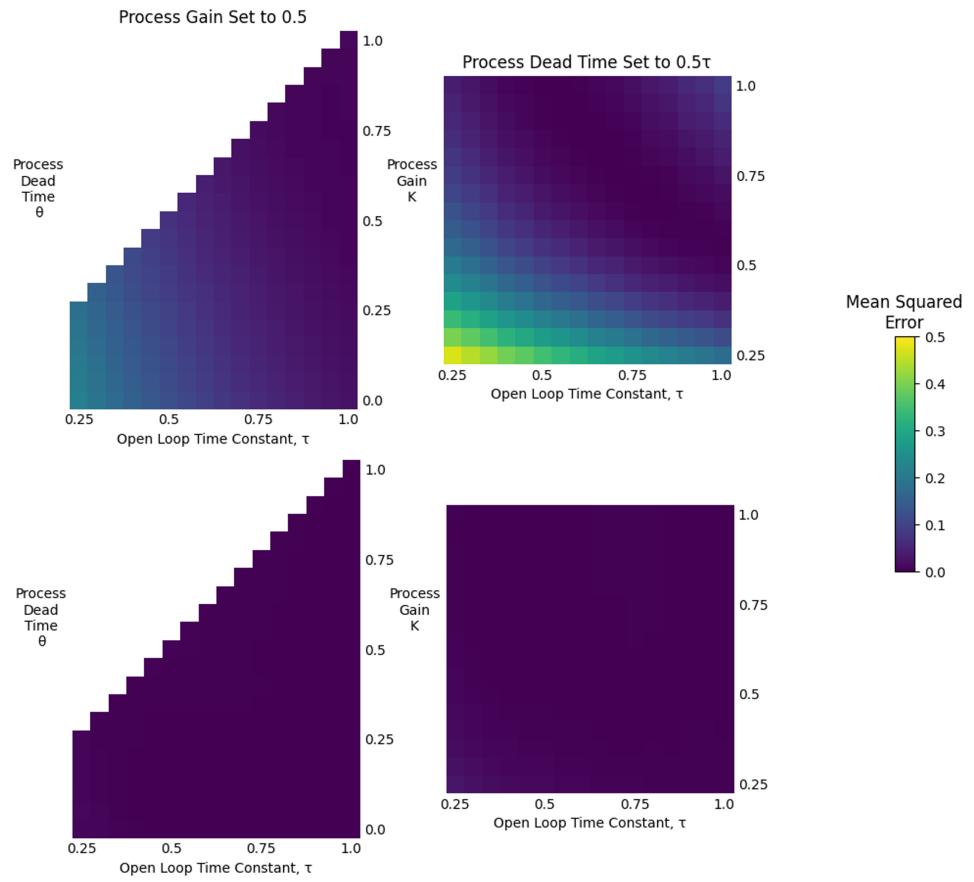 Process Gain Set to 0.5
1.0
0.75
0.5
0.25
0.0
Process
Dead
Time
θ
0.25
0.5
0.75
1.0
Open Loop Time Constant, τ
Process Dead Time Set to 0.5τ
1.0
0.75
0.5
0.25
Process
Gain
K
0.25
0.5
0.75
1.0
Open Loop Time Constant, τ
Mean Squared
Error
0.5
0.4
0.3
0.2
0.1
0.0
1.0
0.75
0.5
0.25
0.0
Process
Dead
Time
θ
0.25
0.5
0.75
1.0
Open Loop Time Constant, τ
1.0
0.75
0.5
0.25
Process
Gain
K
0.25
0.5
0.75
1.0
Open Loop Time Constant, τ